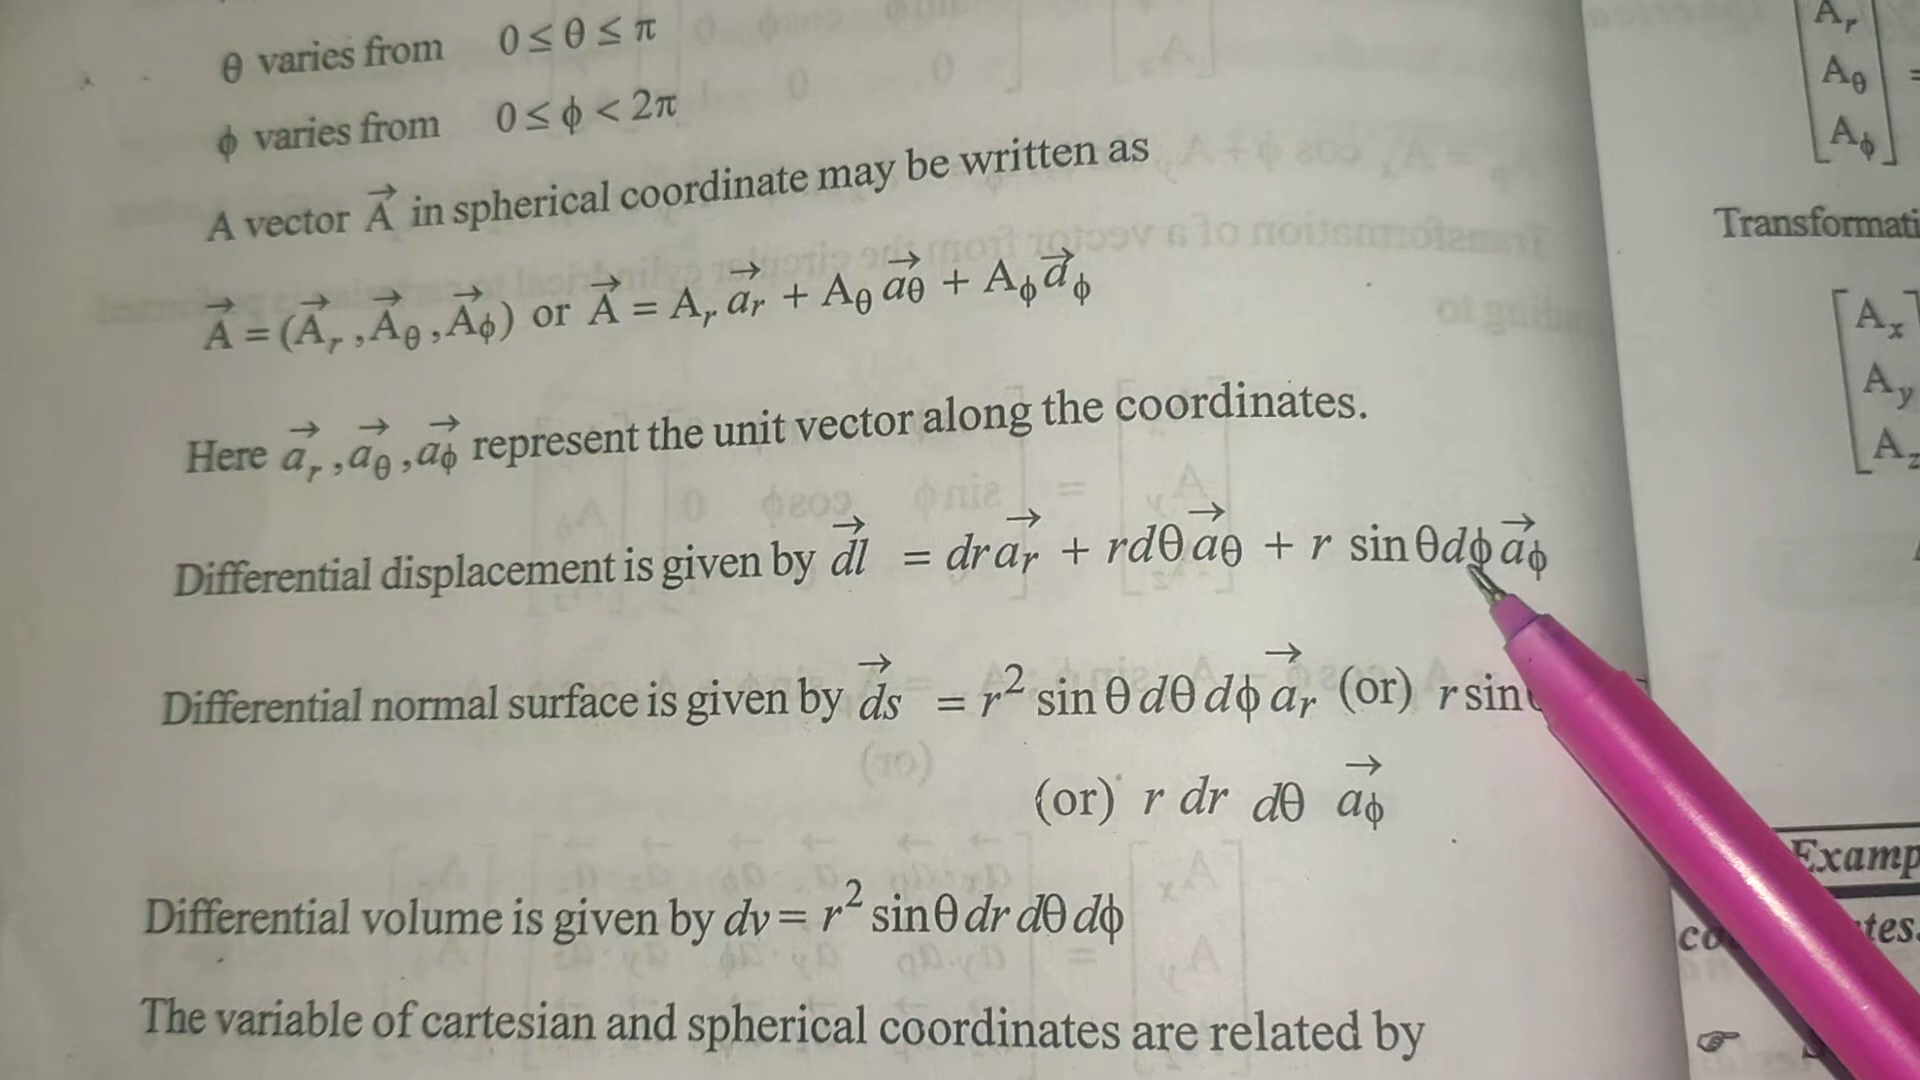 θ varies from 0 ≤ θ ≤ π
ϕ varies from 0 ≤ ϕ < 2π
A vector A⃗ in spherical coordinate may be written as
A⃗ = (A⃗r , A⃗θ , A⃗ϕ) or A⃗ = Ar a⃗r + Aθ a⃗θ + Aϕ a⃗ϕ
Here a⃗r , a⃗θ , a⃗ϕ represent the unit vector along the coordinates.
Differential displacement is given by d⃗l = dr a⃗r + rdθ a⃗θ + r sin θdϕ a⃗ϕ
Differential normal surface is given by d⃗s = r² sin θ dθ dϕ a⃗r (or) r sin
(or) r dr dθ a⃗ϕ
Differential volume is given by dv = r² sinθ dr dθ dϕ
The variable of cartesian and spherical coordinates are related by
Ar
Aθ =
Aϕ
Transformati
Ax
Ay
Az
Examp
co tes.